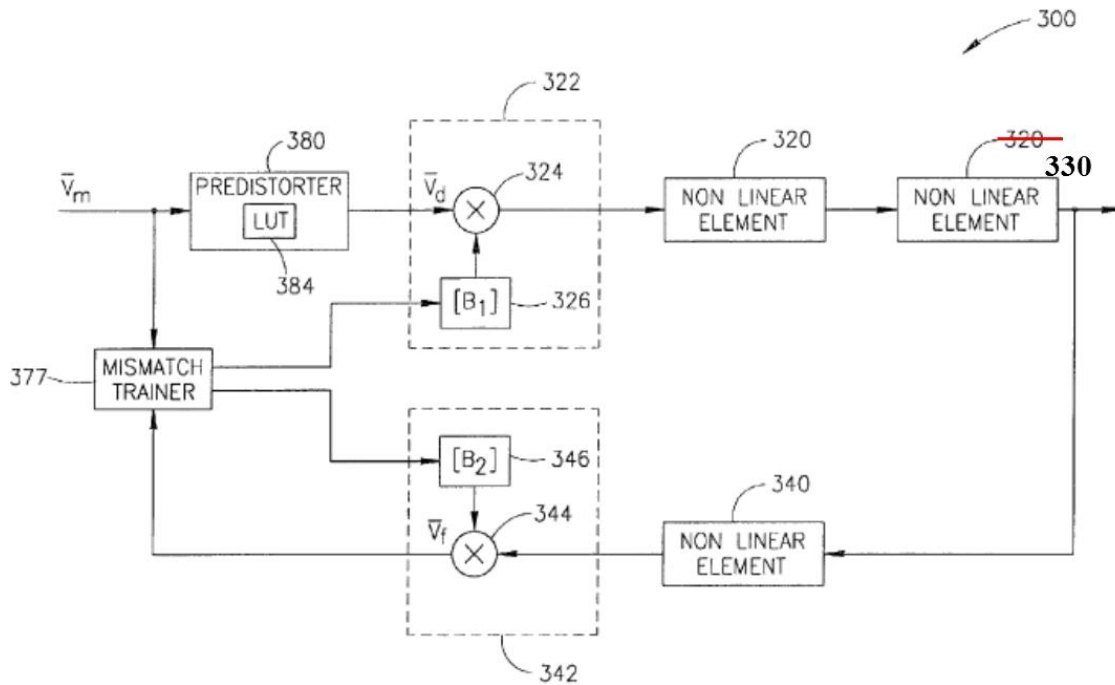 300
322
380
320
320
330
V̄m
PREDISTORTER
LUT
384
V̄d
324
NON LINEAR
ELEMENT
NON LINEAR
ELEMENT
[B1]
326
377
MISMATCH
TRAINER
[B2]
346
340
V̄f
344
NON LINEAR
ELEMENT
342